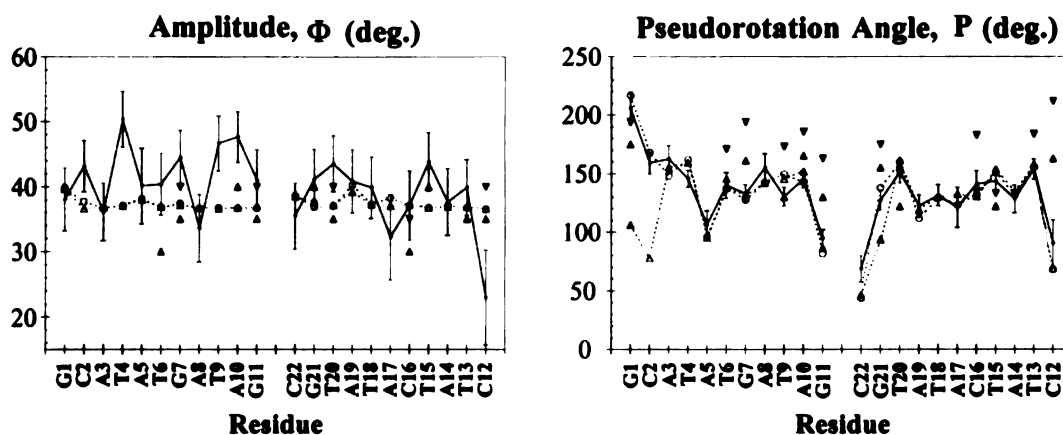 Amplitude, Φ (deg.)
60
50
40
30
20
G1 C2 A3 T4 A5 T6 G7 A8 T9 A10 G11 C22 G21 T20 A19 T18 A17 C16 T15 A14 T13 C12
Residue
Pseudorotation Angle, P (deg.)
250
200
150
100
50
0
G1 C2 A3 T4 A5 T6 G7 A8 T9 A10 G11 C22 G21 T20 A19 T18 A17 C16 T15 A14 T13 C12
Residue